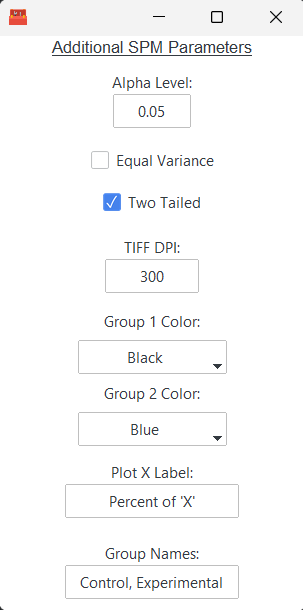 Additional SPM Parameters
Alpha Level:
0.05
Equal Variance
Two Tailed
TIFF DPI:
300
Group 1 Color:
Black
Group 2 Color:
Blue
Plot X Label:
Percent of 'X'
Group Names:
Control, Experimental